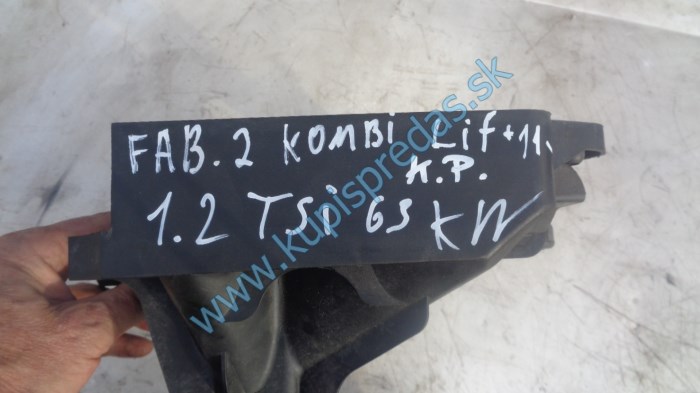 FAB. 2 KOMBi Lif + 11.
K.P.
1.2 TSi 63 KW
www.kupispredas.sk